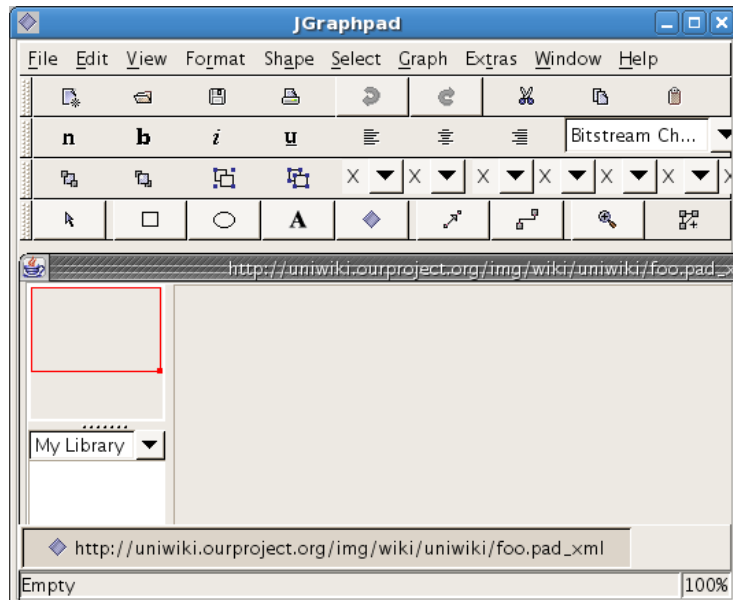 JGraphpad
File Edit View Format Shape Select Graph Extras Window Help
n b i u Bitstream Ch...
X X X X X X
A
http://uniwiki.ourproject.org/img/wiki/uniwiki/foo.pad_x
My Library
http://uniwiki.ourproject.org/img/wiki/uniwiki/foo.pad_xml
Empty 100%